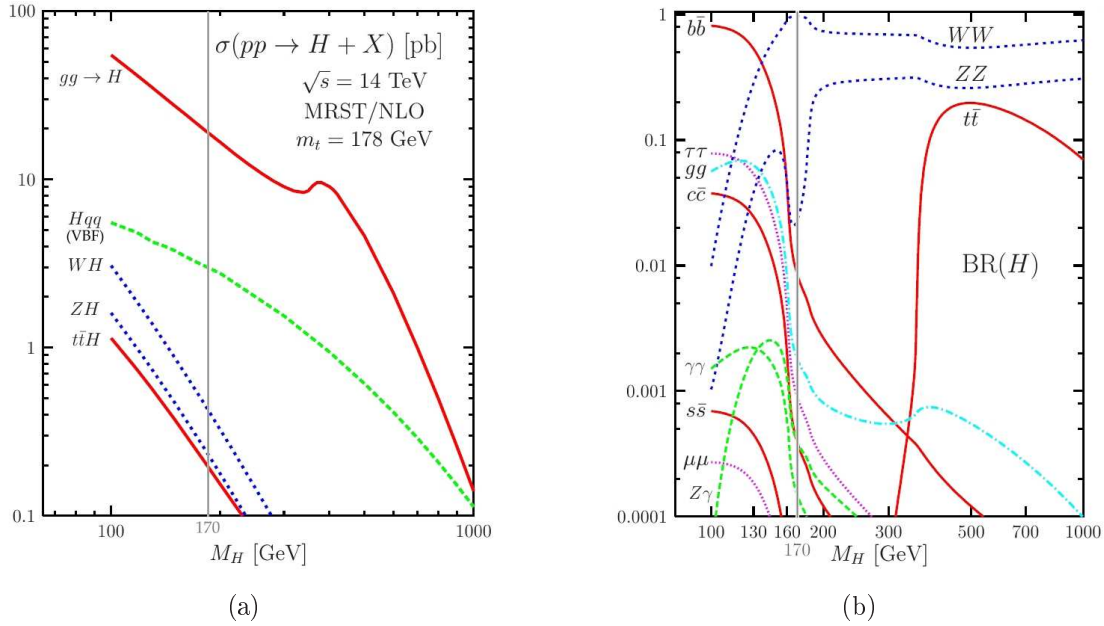 100
10
1
0.1
gg → H
Hqq
(VBF)
WH
ZH
tt̄H
σ(pp → H + X) [pb]
√s = 14 TeV
MRST/NLO
m_t = 178 GeV
100
170
1000
M_H [GeV]
(a)
1
0.1
0.01
0.001
0.0001
bb̄
ττ
gg
cc̄
γγ
ss̄
μμ
Zγ
WW
ZZ
tt̄
BR(H)
100 130 160 200 300 500 700 1000
170
M_H [GeV]
(b)